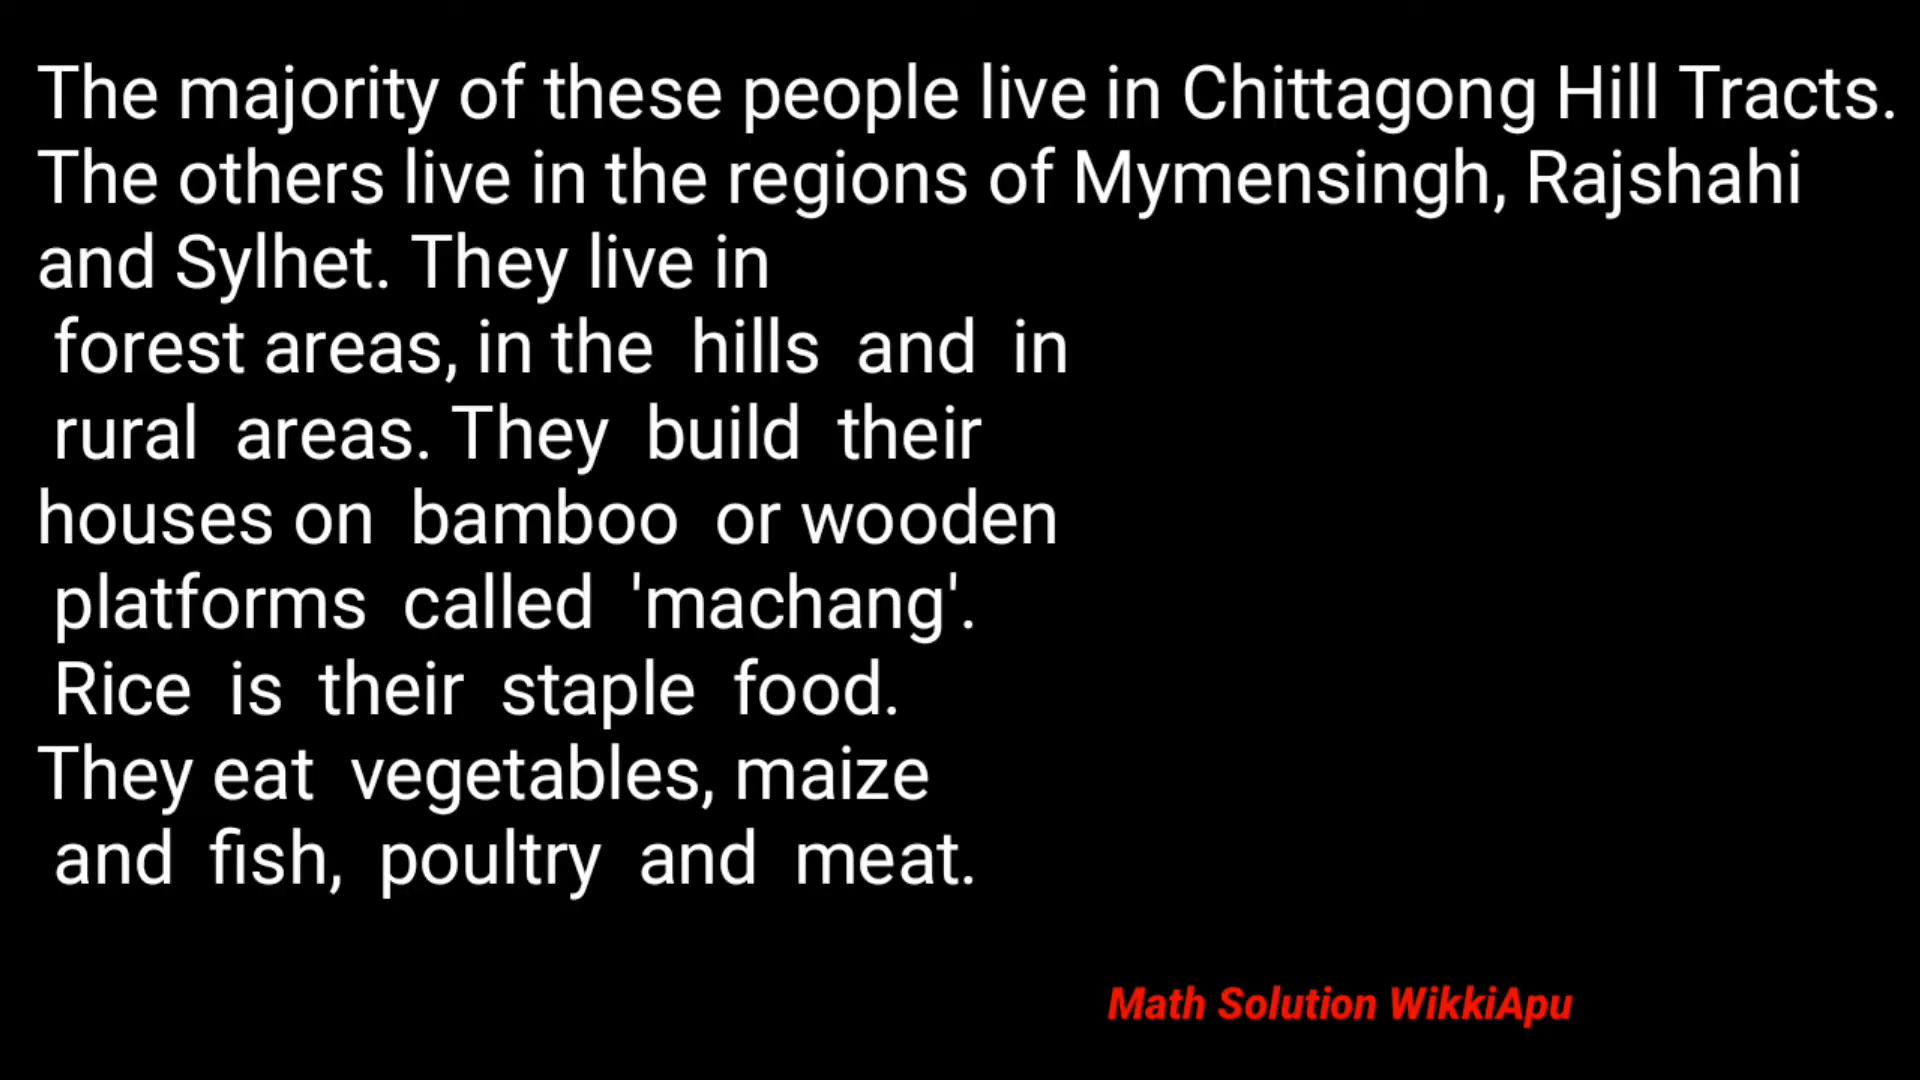 The majority of these people live in Chittagong Hill Tracts.
The others live in the regions of Mymensingh, Rajshahi
and Sylhet. They live in
forest areas, in the hills and in
rural areas. They build their
houses on bamboo or wooden
platforms called 'machang'.
Rice is their staple food.
They eat vegetables, maize
and fish, poultry and meat.
Math Solution WikkiApu